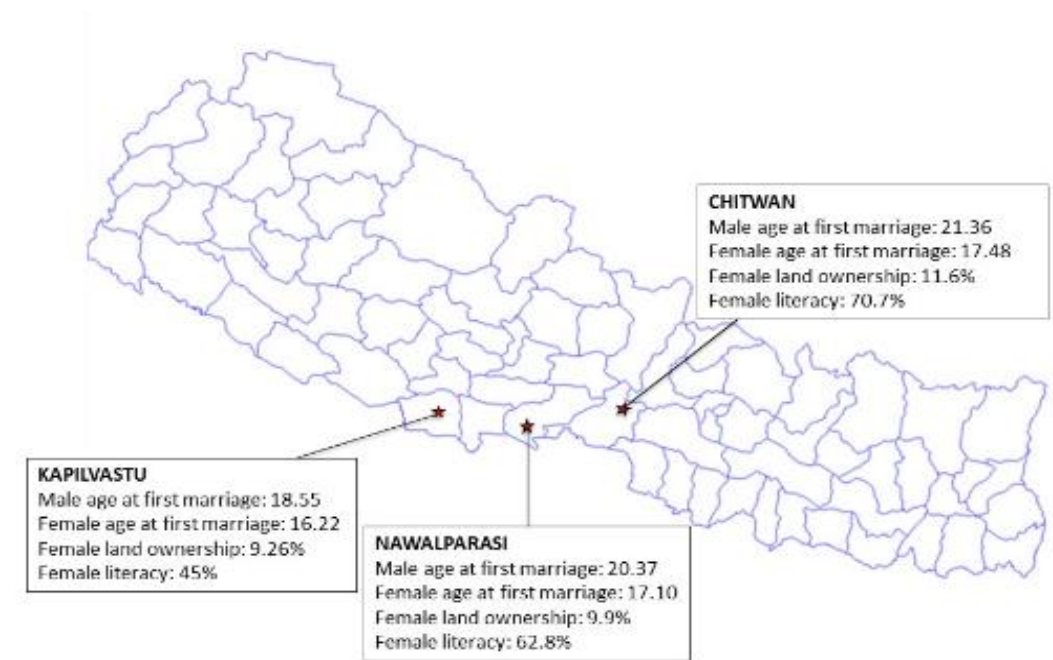 CHITWAN
Male age at first marriage: 21.36
Female age at first marriage: 17.48
Female land ownership: 11.6%
Female literacy: 70.7%
KAPILVASTU
Male age at first marriage: 18.55
Female age at first marriage: 16.22
Female land ownership: 9.26%
Female literacy: 45%
NAWALPARASI
Male age at first marriage: 20.37
Female age at first marriage: 17.10
Female land ownership: 9.9%
Female literacy: 62.8%